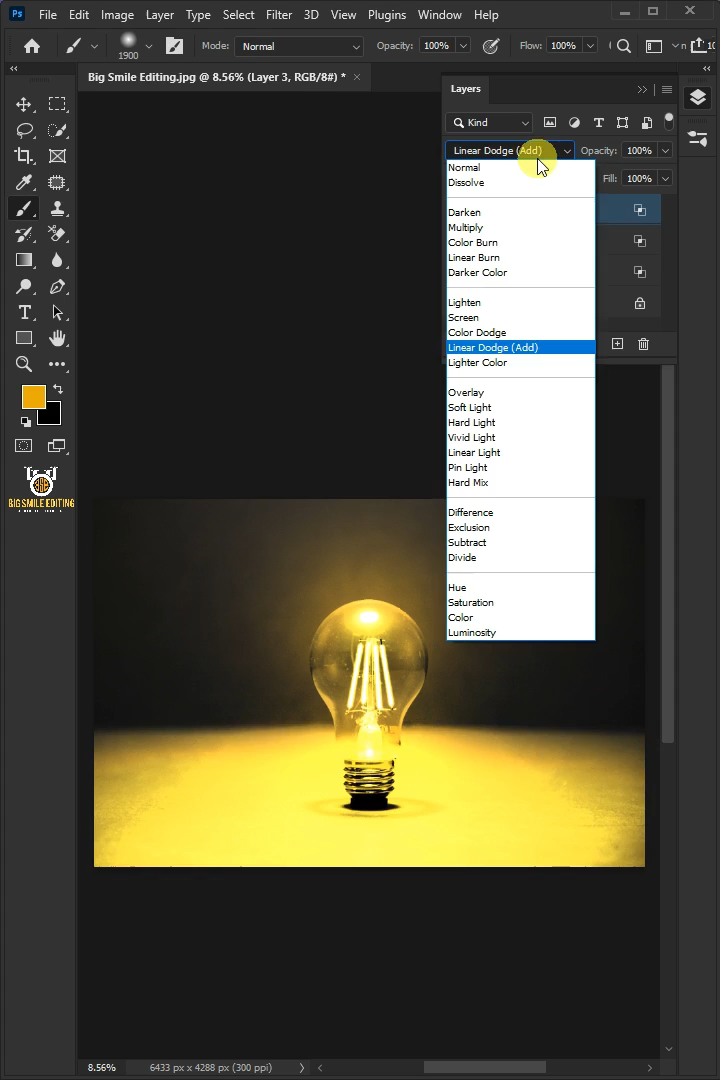 Ps File Edit Image Layer Type Select Filter 3D View Plugins Window Help
1900 Mode: Normal Opacity: 100% Flow: 100%
Big Smile Editing.jpg @ 8.56% (Layer 3, RGB/8#) *
Layers
Kind
Linear Dodge (Add) Opacity: 100%
Fill: 100%
Normal
Dissolve
Darken
Multiply
Color Burn
Linear Burn
Darker Color
Lighten
Screen
Color Dodge
Linear Dodge (Add)
Lighter Color
Overlay
Soft Light
Hard Light
Vivid Light
Linear Light
Pin Light
Hard Mix
Difference
Exclusion
Subtract
Divide
Hue
Saturation
Color
Luminosity
BIG SMILE EDITING
8.56% 6433 px x 4288 px (300 ppi)